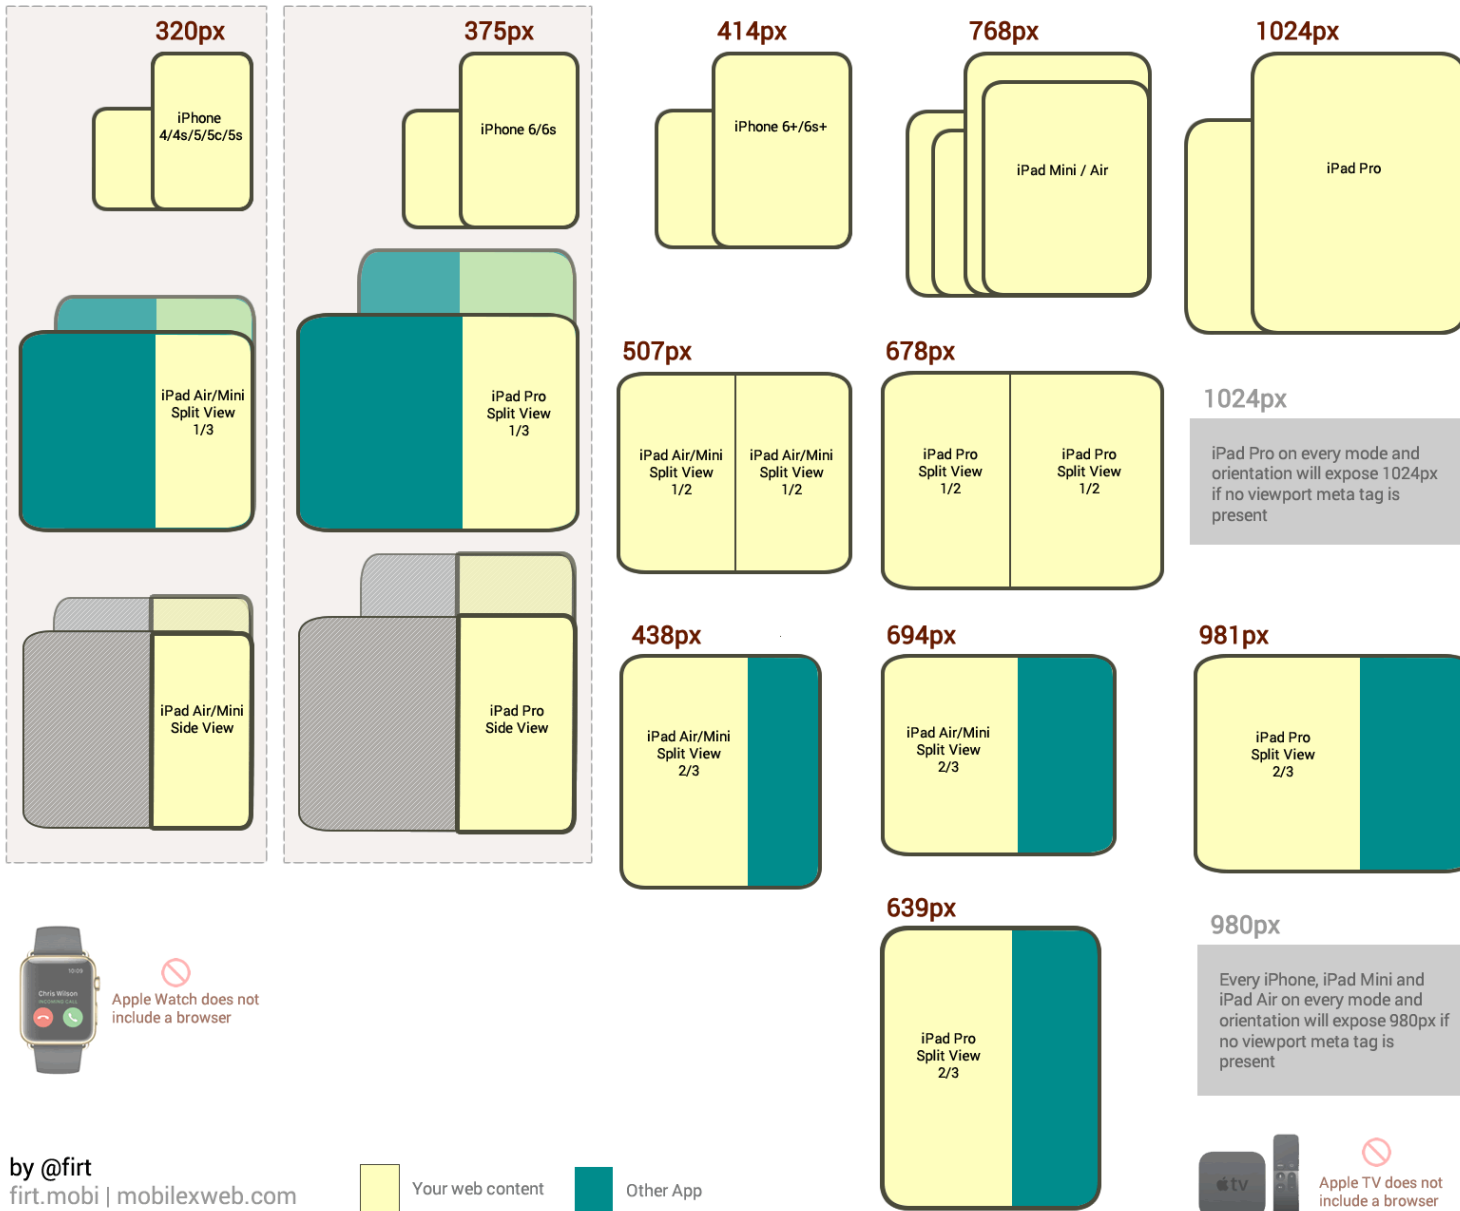 320px
iPhone
4/4s/5/5c/5s
iPad Air/Mini
Split View
1/3
iPad Air/Mini
Side View
375px
iPhone 6/6s
iPad Pro
Split View
1/3
iPad Pro
Side View
414px
iPhone 6+/6s+
768px
iPad Mini / Air
1024px
iPad Pro
507px
iPad Air/Mini
Split View
1/2
iPad Air/Mini
Split View
1/2
678px
iPad Pro
Split View
1/2
iPad Pro
Split View
1/2
1024px
iPad Pro on every mode and
orientation will expose 1024px
if no viewport meta tag is
present
438px
iPad Air/Mini
Split View
2/3
694px
iPad Air/Mini
Split View
2/3
981px
iPad Pro
Split View
2/3
639px
iPad Pro
Split View
2/3
980px
Every iPhone, iPad Mini and
iPad Air on every mode and
orientation will expose 980px if
no viewport meta tag is
present
10:09
Chris Wilson
INCOMING CALL
Apple Watch does not
include a browser
by @firt
firt.mobi | mobilexweb.com
Your web content
Other App
tv
Apple TV does not
include a browser